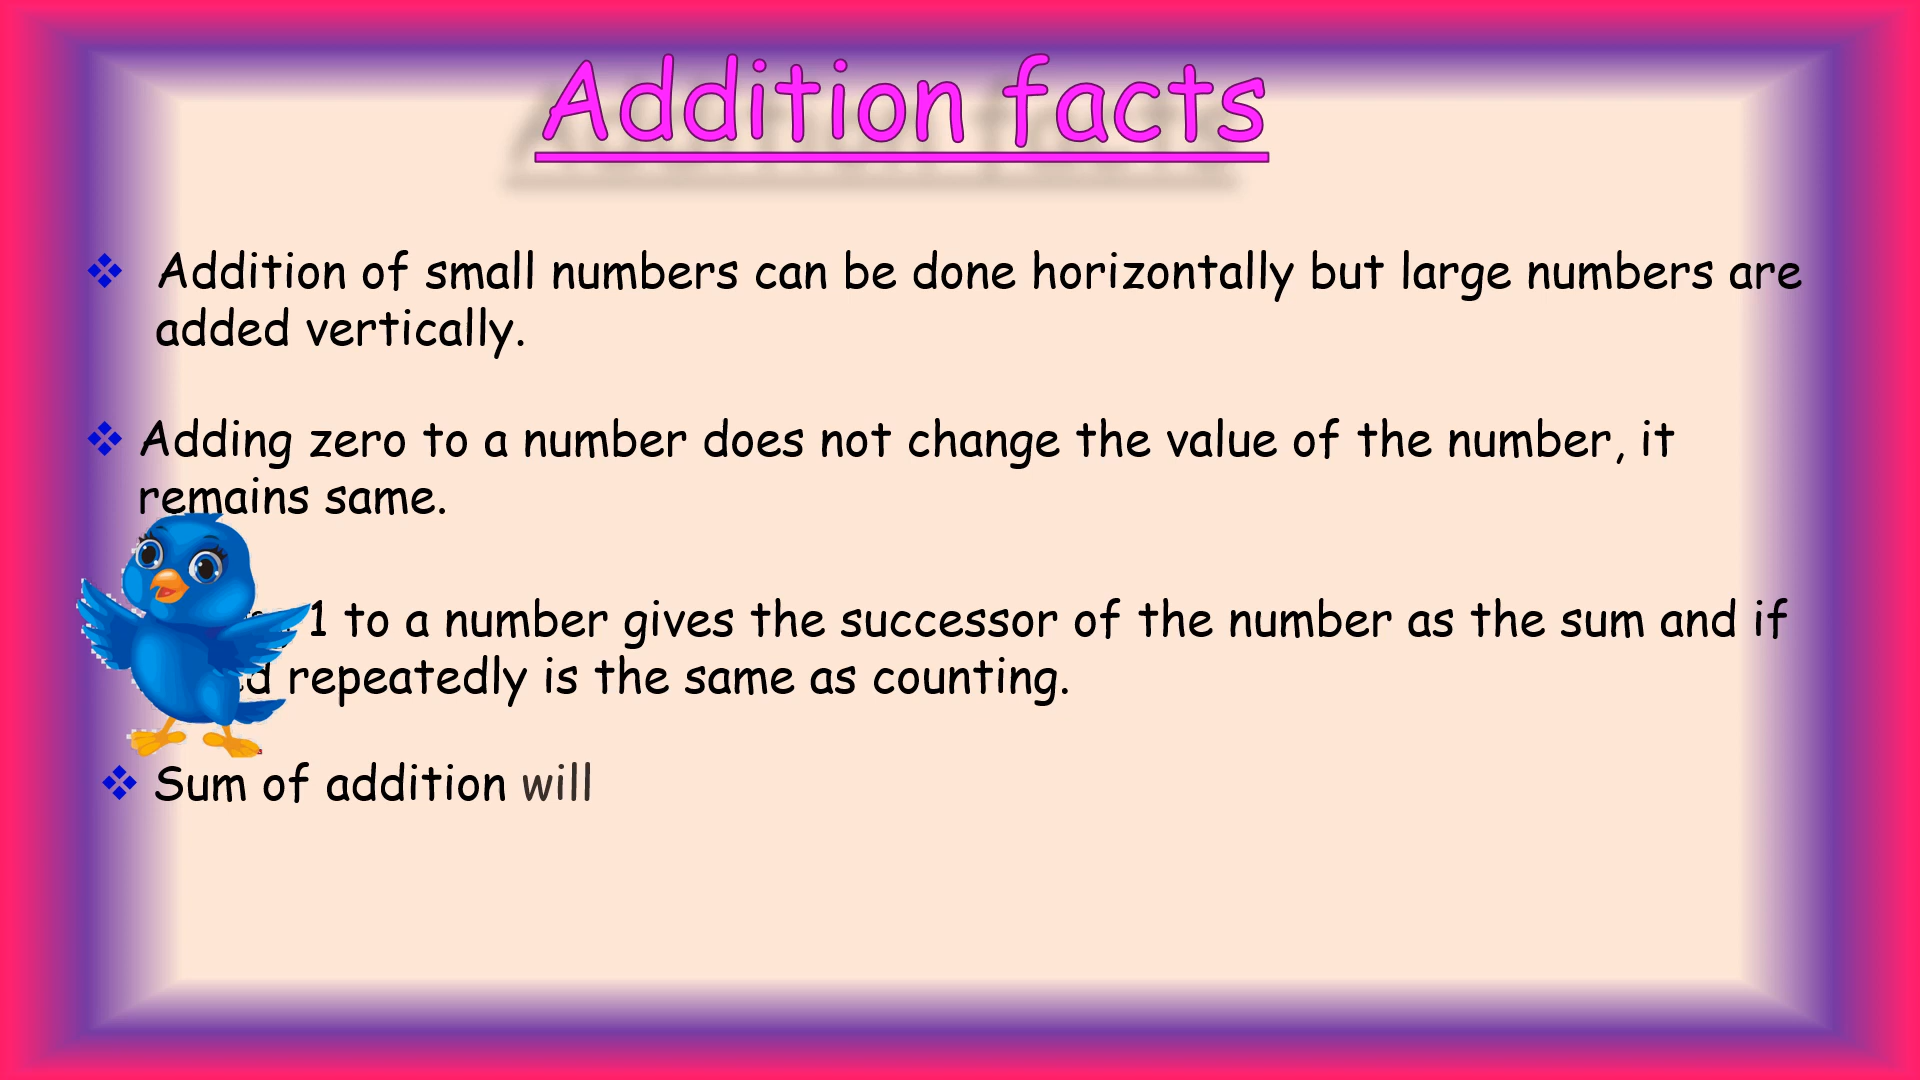 Addition facts
Addition of small numbers can be done horizontally but large numbers are
added vertically.
Adding zero to a number does not change the value of the number, it
remains same.
1 to a number gives the successor of the number as the sum and if
repeatedly is the same as counting.
Sum of addition will